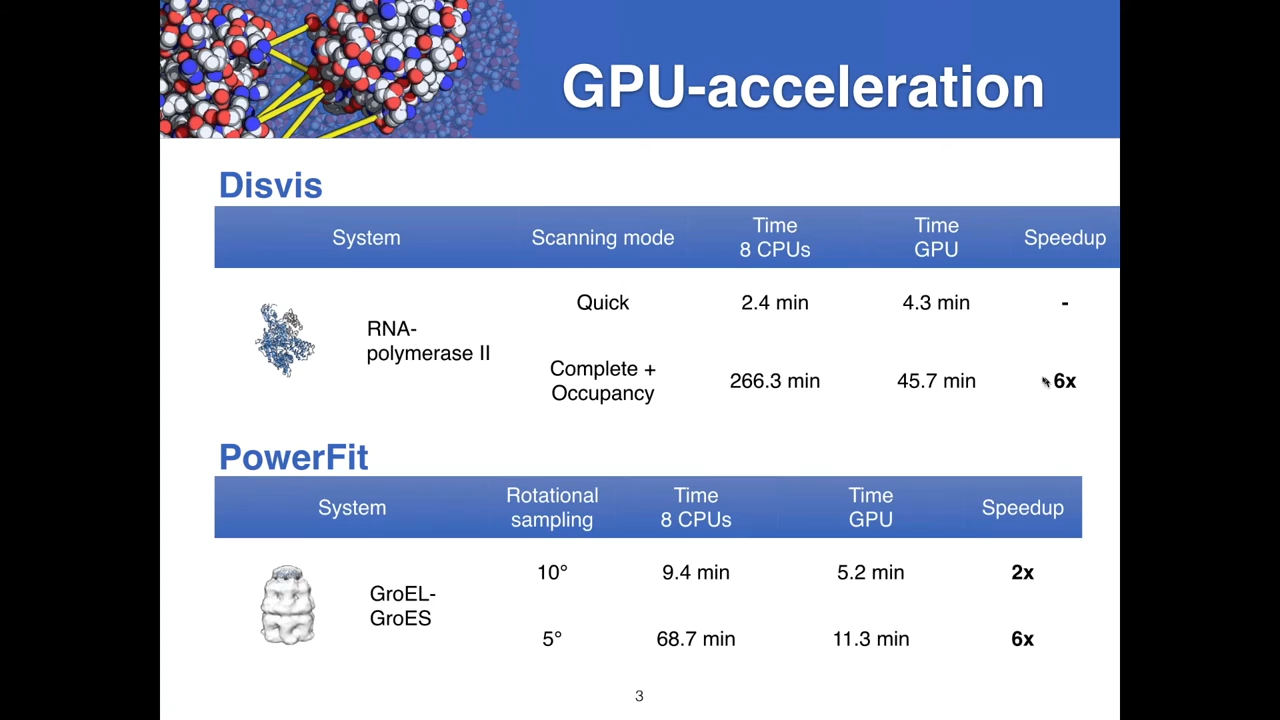 GPU-acceleration
Disvis
System
Scanning mode
Time
8 CPUs
Time
GPU
Speedup
RNA-
polymerase II
Quick
2.4 min
4.3 min
-
Complete +
Occupancy
266.3 min
45.7 min
6x
PowerFit
System
Rotational
sampling
Time
8 CPUs
Time
GPU
Speedup
GroEL-
GroES
10°
9.4 min
5.2 min
2x
5°
68.7 min
11.3 min
6x
3